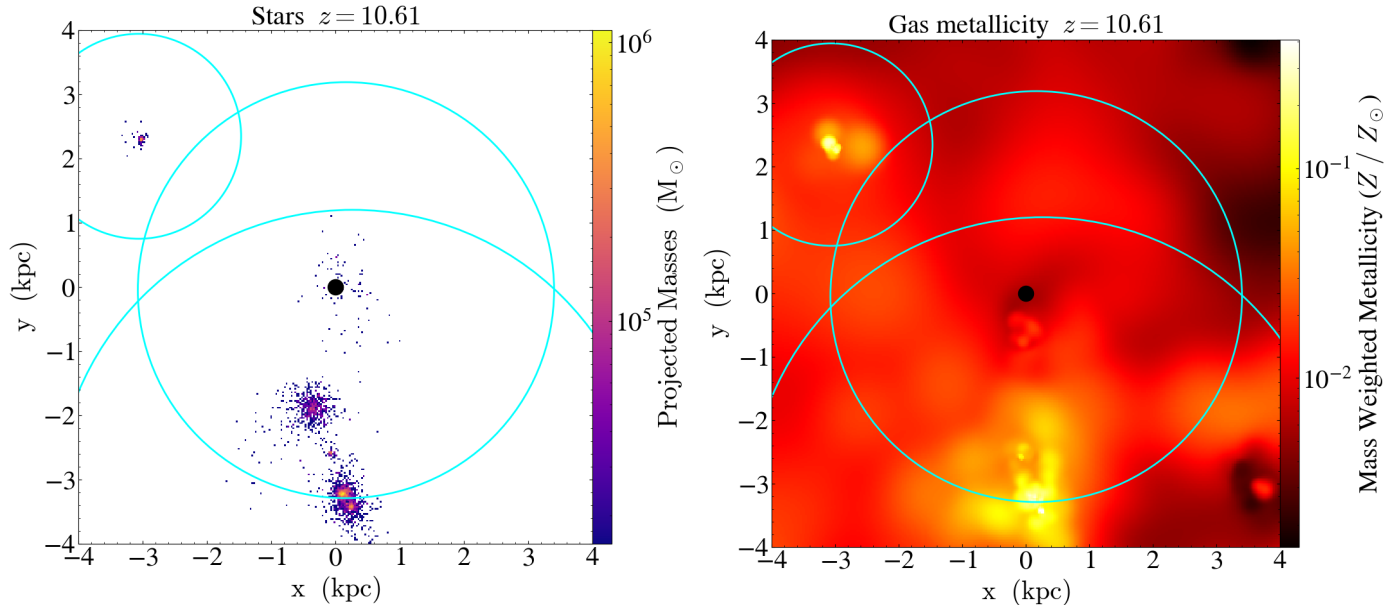 Stars z = 10.61
4
3
2
1
0
−1
−2
−3
−4
y (kpc)
−4 −3 −2 −1 0 1 2 3 4
x (kpc)
10^6
10^5
Projected Masses (M_⊙)
Gas metallicity z = 10.61
4
3
2
1
0
−1
−2
−3
−4
y (kpc)
−4 −3 −2 −1 0 1 2 3 4
x (kpc)
10^−1
10^−2
Mass Weighted Metallicity (Z / Z_⊙)